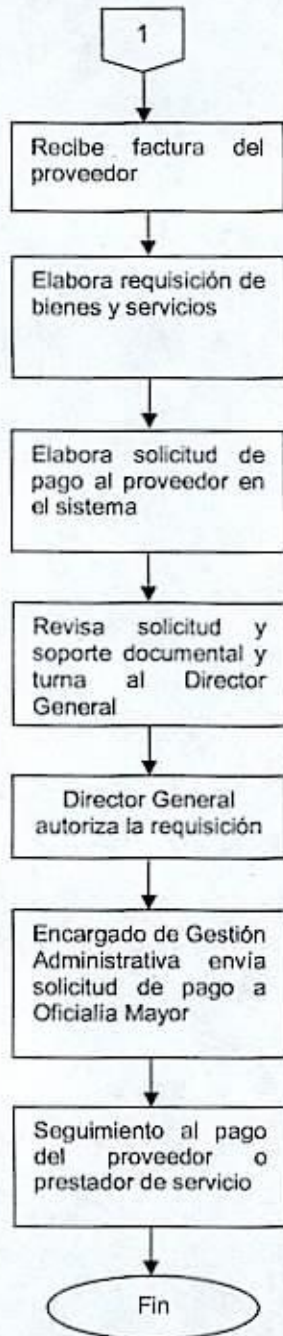 1
Recibe factura del
proveedor
Elabora requisición de
bienes y servicios
Elabora solicitud de
pago al proveedor en
el sistema
Revisa solicitud y
soporte documental y
turna al Director
General
Director General
autoriza la requisición
Encargado de Gestión
Administrativa envía
solicitud de pago a
Oficialía Mayor
Seguimiento al pago
del proveedor o
prestador de servicio
Fin